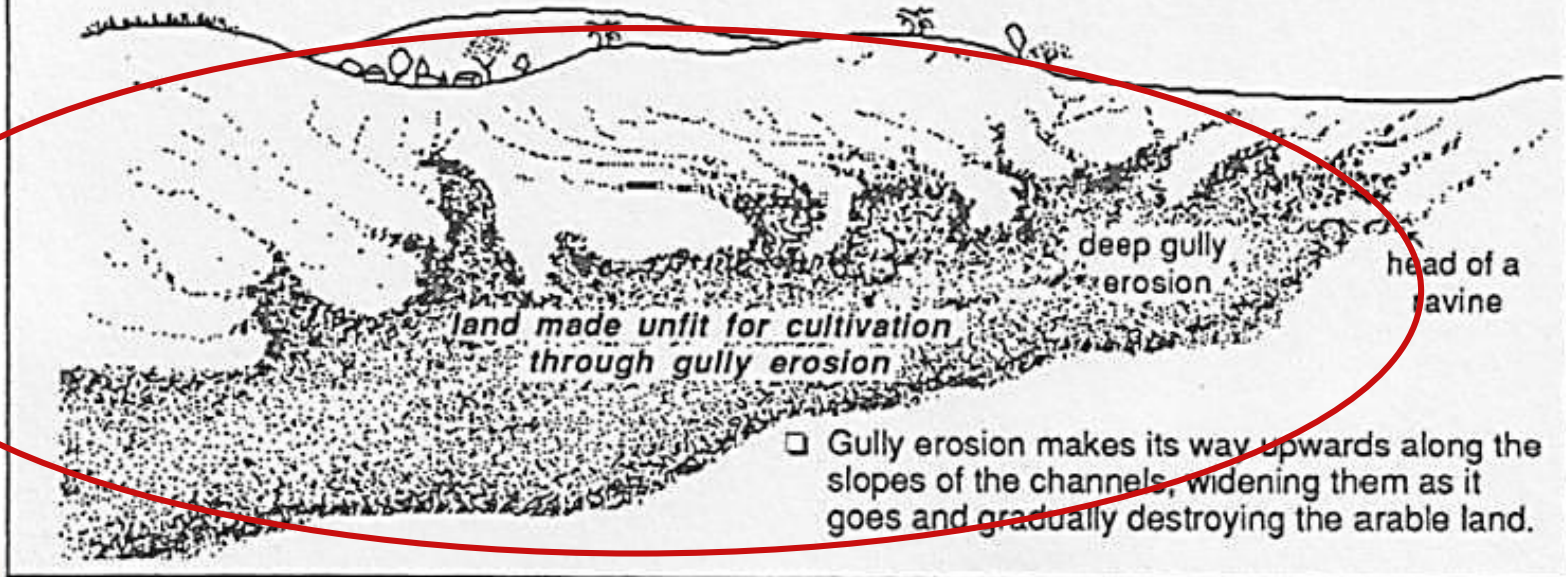 deep gully
erosion
head of a
ravine
land made unfit for cultivation
through gully erosion
❑ Gully erosion makes its way upwards along the
slopes of the channels, widening them as it
goes and gradually destroying the arable land.